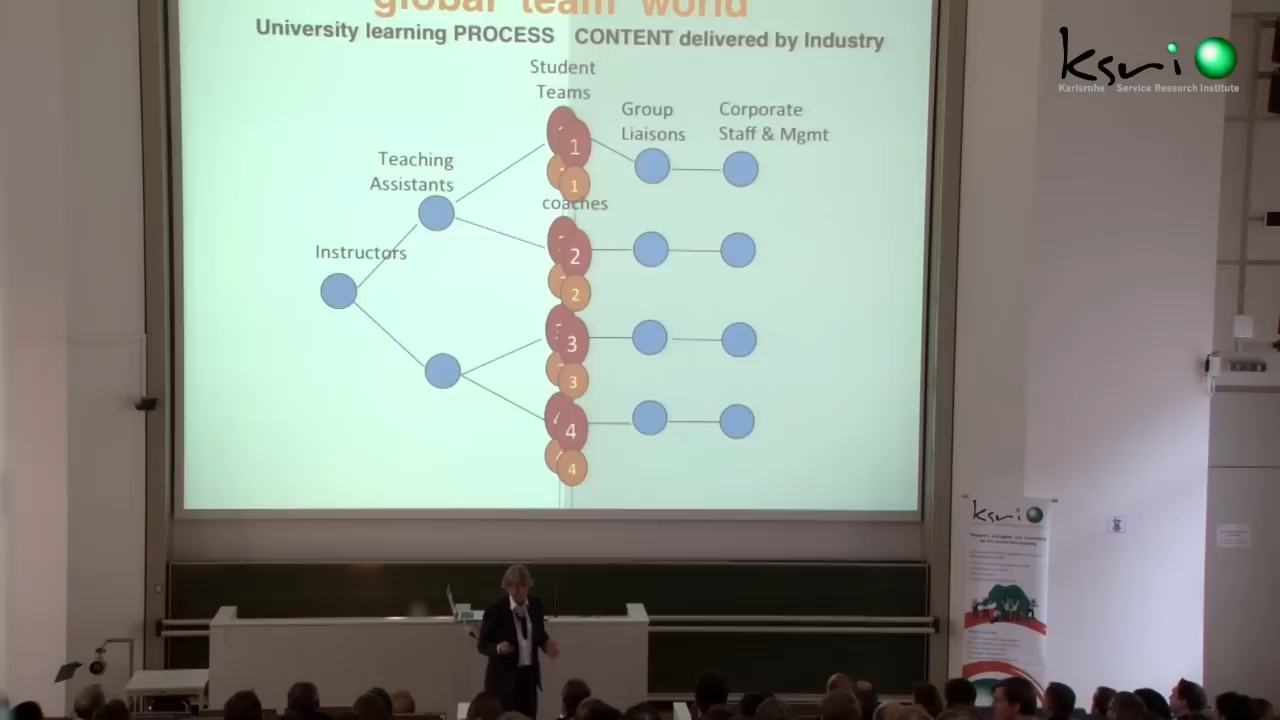 global team world
University learning PROCESS CONTENT delivered by Industry
Student
Teams
Group
Liaisons
Corporate
Staff & Mgmt
Teaching
Assistants
Instructors
1
1
coaches
2
2
3
3
4
4
ksri
Karlsruhe Service Research Institute
ksri